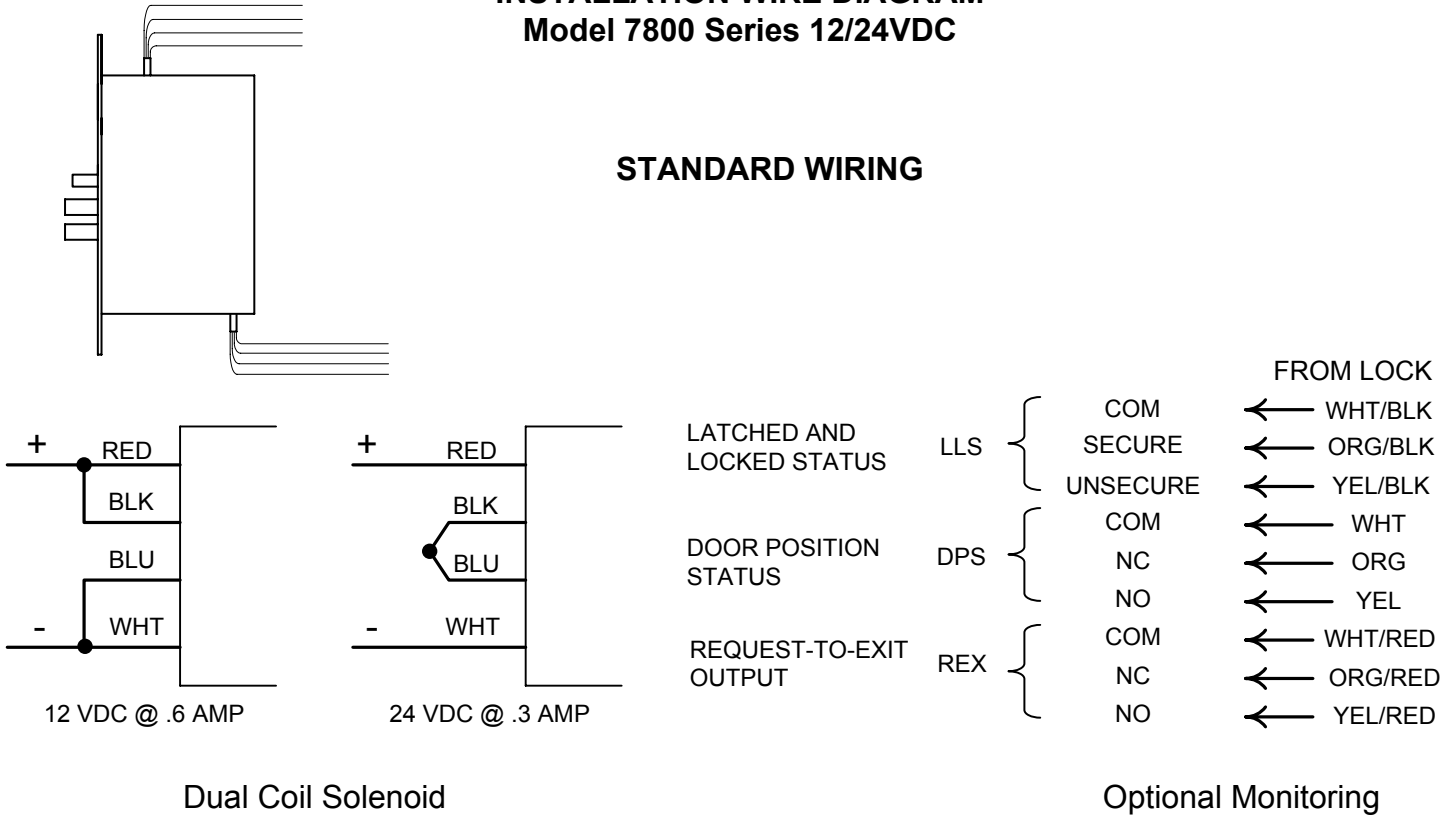 INSTALLATION WIRE DIAGRAM
Model 7800 Series 12/24VDC
STANDARD WIRING
+
RED
BLK
BLU
-
WHT
12 VDC @ .6 AMP
+
RED
BLK
BLU
-
WHT
24 VDC @ .3 AMP
Dual Coil Solenoid
FROM LOCK
LATCHED AND
LOCKED STATUS
LLS
COM
WHT/BLK
SECURE
ORG/BLK
UNSECURE
YEL/BLK
DOOR POSITION
STATUS
DPS
COM
WHT
NC
ORG
NO
YEL
REQUEST-TO-EXIT
OUTPUT
REX
COM
WHT/RED
NC
ORG/RED
NO
YEL/RED
Optional Monitoring